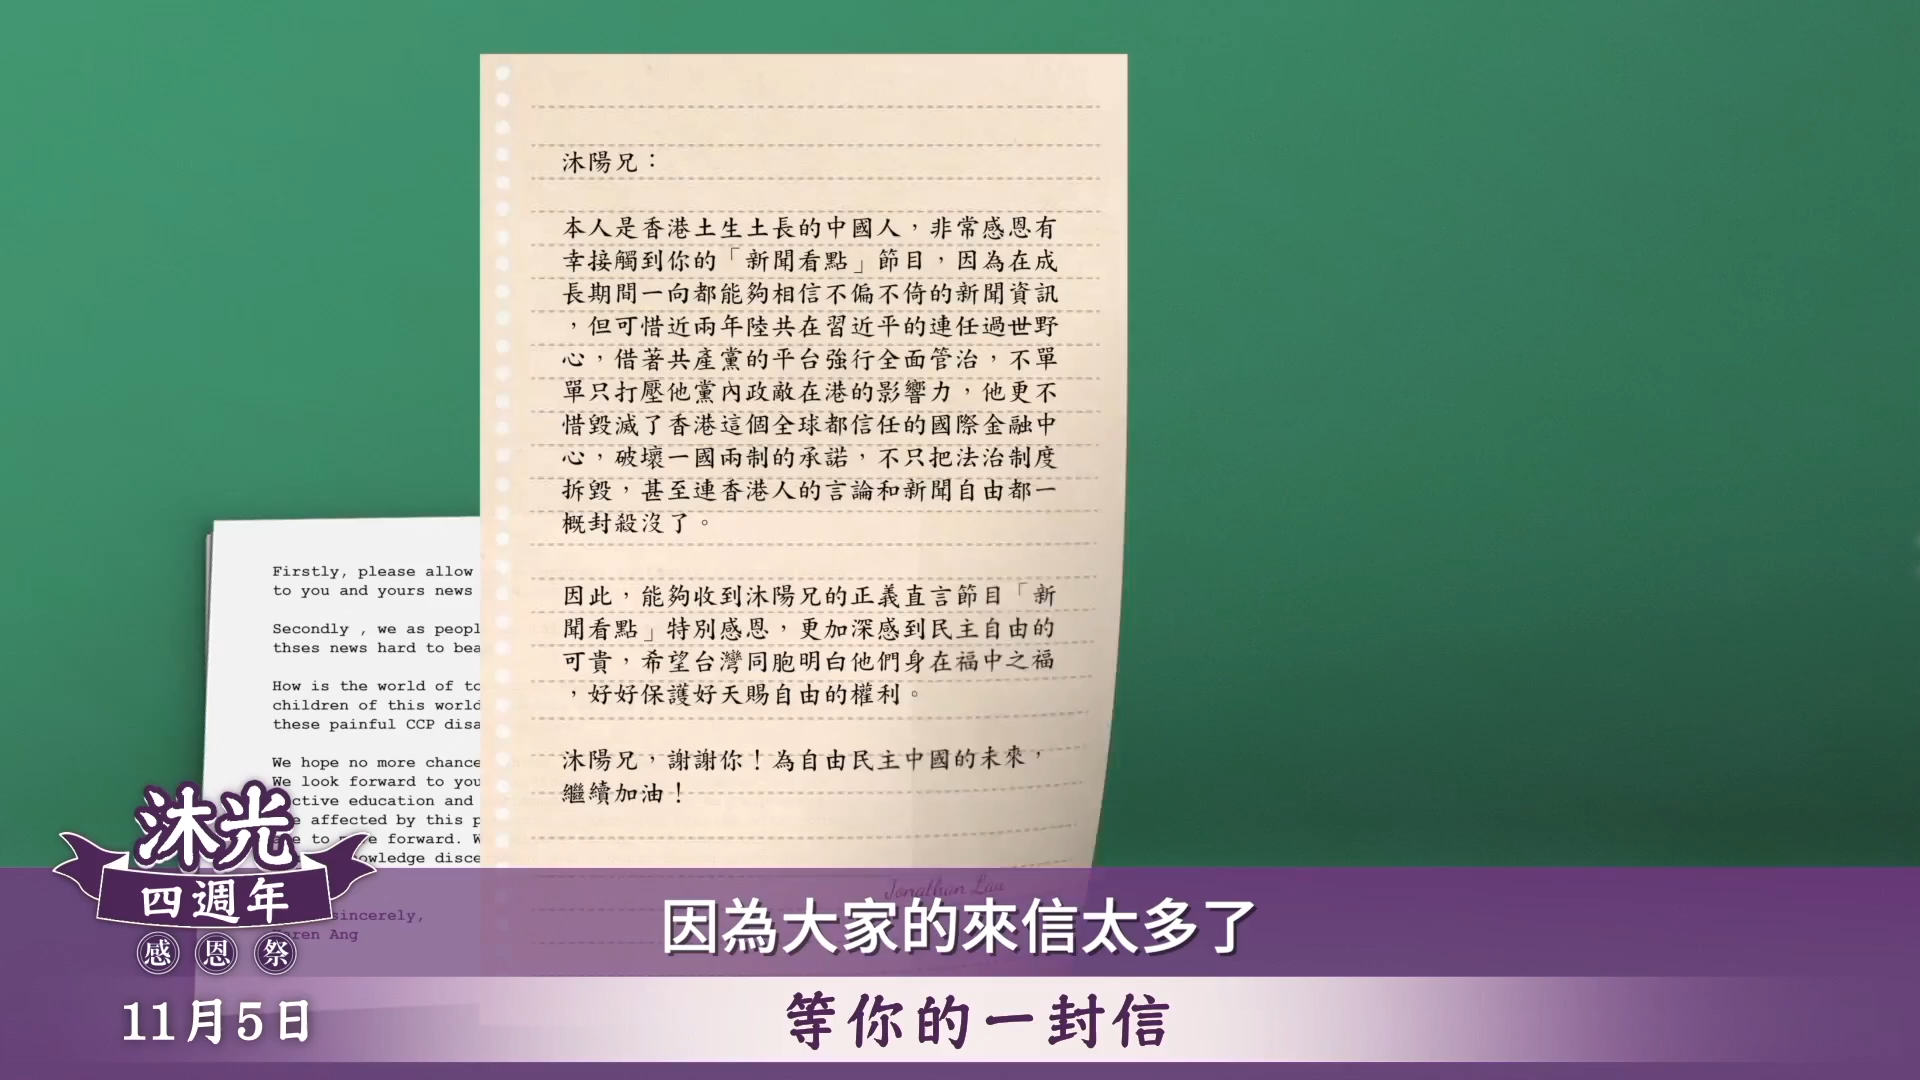 沐陽兄：
本人是香港土生土長的中國人，非常感恩有
幸接觸到你的「新聞看點」節目，因為在成
長期間一向都能夠相信不偏不倚的新聞資訊
，但可惜近兩年陸共在習近平的連任過世野
心，借著共產黨的平台強行全面管治，不單
單只打壓他黨內政敵在港的影響力，他更不
惜毀滅了香港這個全球都信任的國際金融中
心，破壞一國兩制的承諾，不只把法治制度
拆毀，甚至連香港人的言論和新聞自由都一
概封殺沒了。
因此，能夠收到沐陽兄的正義直言節目「新
聞看點」特別感恩，更加深感到民主自由的
可貴，希望台灣同胞明白他們身在福中之福
，好好保護好天賜自由的權利。
沐陽兄，謝謝你！為自由民主中國的未來，
繼續加油！
Jonathan Lau
Firstly, please allow
to you and yours news
Secondly , we as peopl
thses news hard to bea
How is the world of to
children of this world
these painful CCP disa
We hope no more chance
We look forward to you
ctive education and
e affected by this p
e to m e forward. W
owledge disce
sincerely,
aren Ang
沐光
四週年
感恩祭
11月5日
因為大家的來信太多了
等你的一封信